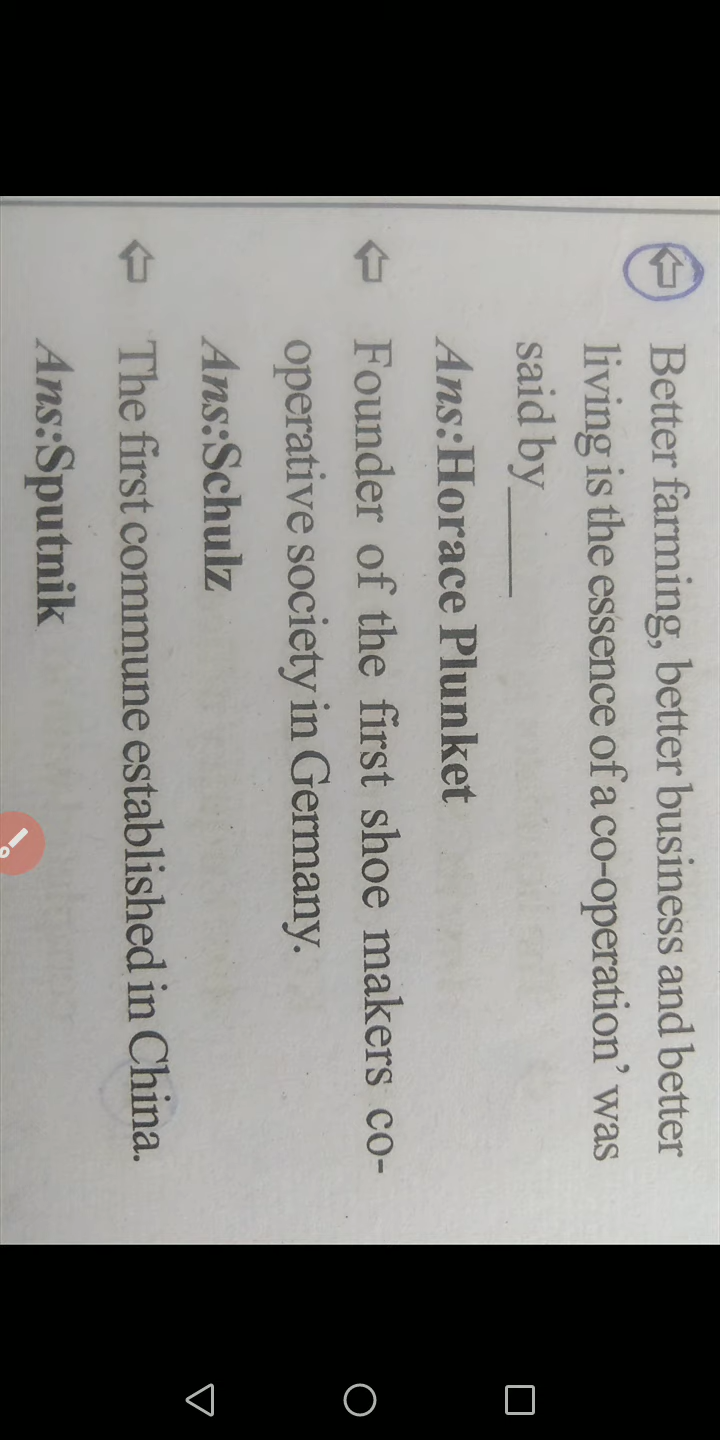 Better farming, better business and better
living is the essence of a co-operation’ was
said by_____
Ans:Horace Plunket
Founder of the first shoe makers co-
operative society in Germany.
Ans:Schulz
The first commune established in China.
Ans:Sputnik